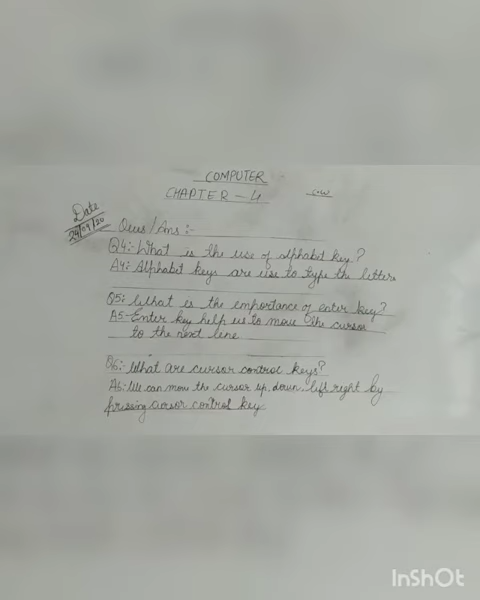 COMPUTER
CHAPTER - 4
C.W
Date
24/09/20
Ques/Ans:-
Q4:- What is the use of alphabet key?
A4: Alphabet keys are use to type the letters
Q5: What is the emportance of enter key?
A5- Enter key help us to move the cursor
to the next line
Q6: What are cursor control keys?
A6: We can move the cursor up, down, left right by
pressing cursor control key
InShOt